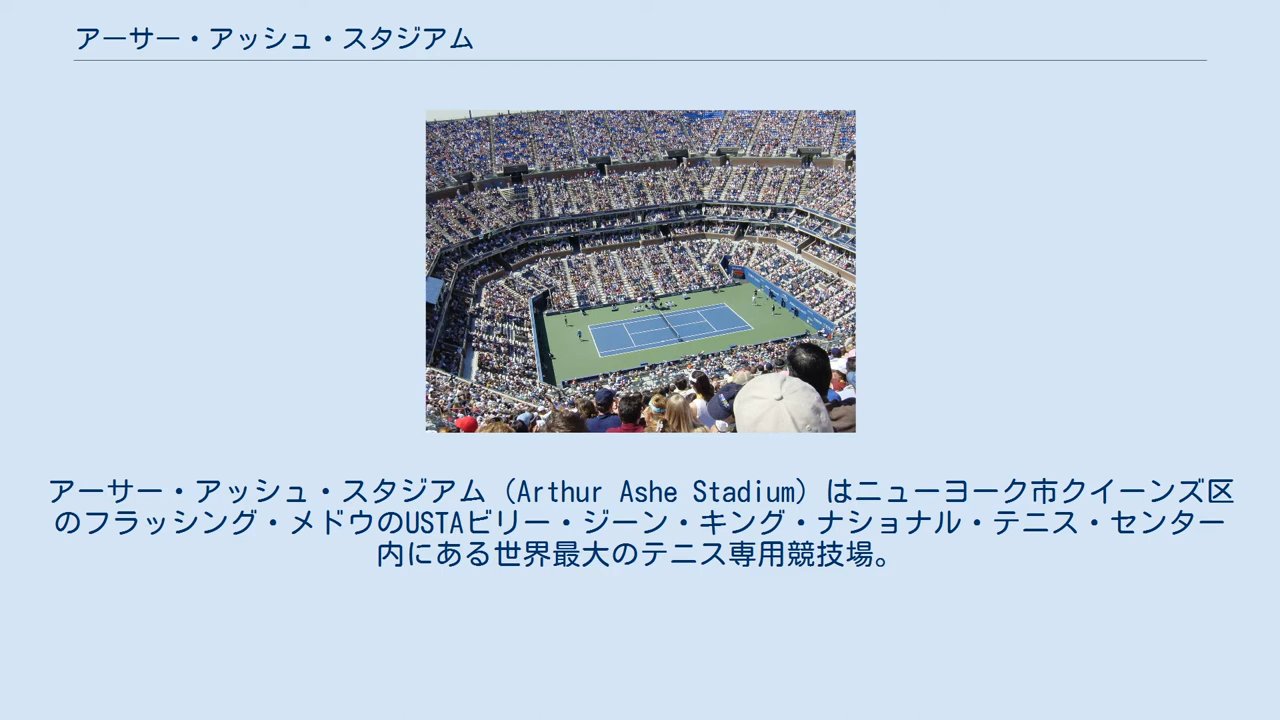 アーサー・アッシュ・スタジアム
アーサー・アッシュ・スタジアム（Arthur Ashe Stadium）はニューヨーク市クイーンズ区
のフラッシング・メドウのUSTAビリー・ジーン・キング・ナショナル・テニス・センター
内にある世界最大のテニス専用競技場。